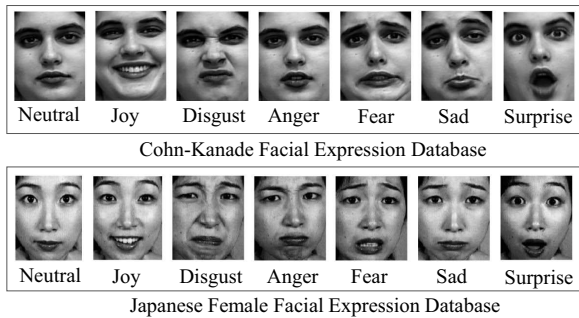 Neutral Joy Disgust Anger Fear Sad Surprise
Cohn-Kanade Facial Expression Database
Neutral Joy Disgust Anger Fear Sad Surprise
Japanese Female Facial Expression Database